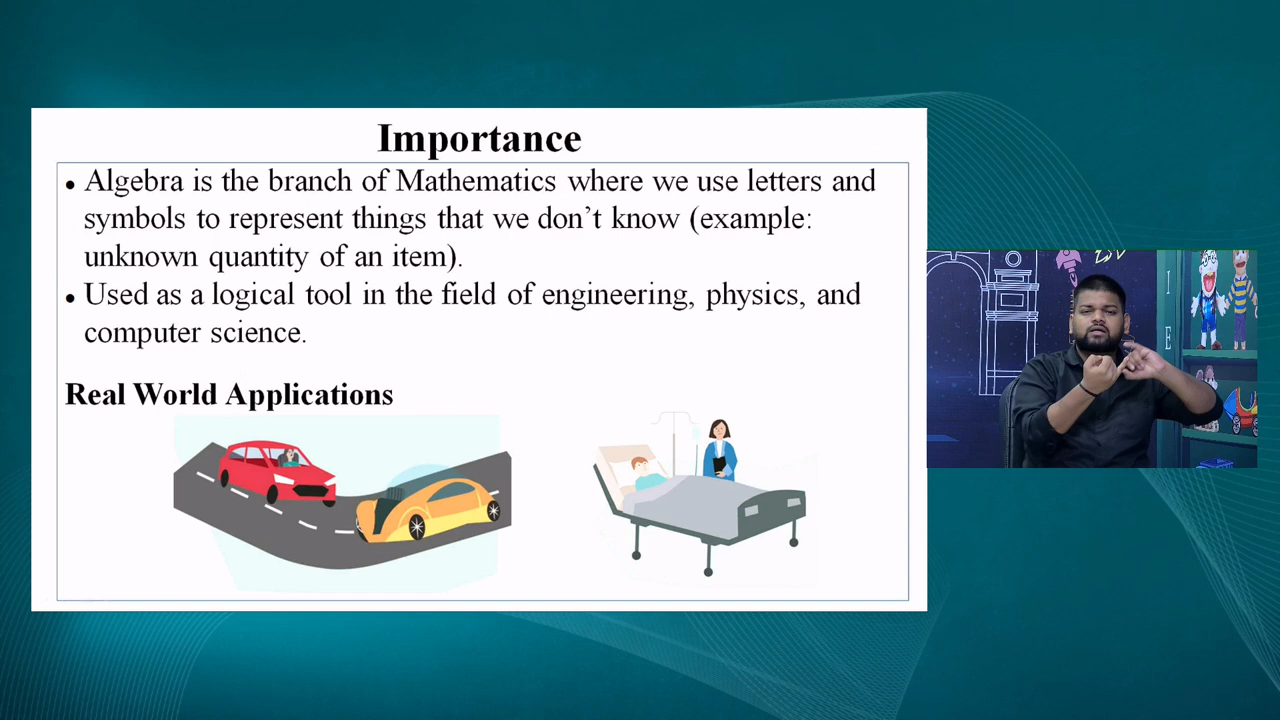 Importance
• Algebra is the branch of Mathematics where we use letters and
symbols to represent things that we don’t know (example:
unknown quantity of an item).
• Used as a logical tool in the field of engineering, physics, and
computer science.
Real World Applications
I
E